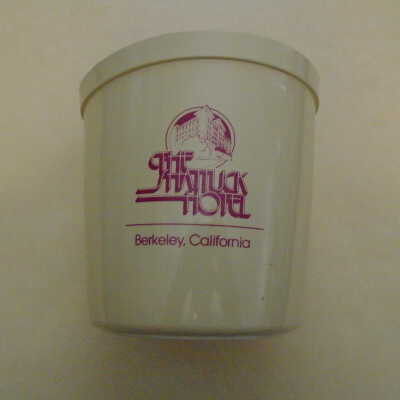 THE
SHATTUCK
HOTEL
Berkeley, California